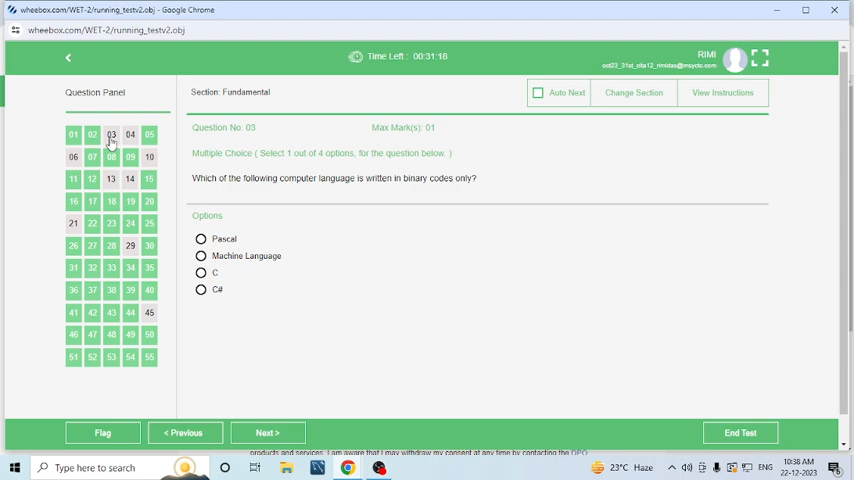 wheebox.com/WET-2/running_testv2.obj - Google Chrome
wheebox.com/WET-2/running_testv2.obj
Time Left : 00:31:18
RIMI
oct23_31st_olta12_rimidas@msyctc.com
Question Panel
Section: Fundamental
Auto Next
Change Section
View Instructions
01 02 03 04 05
06 07 08 09 10
11 12 13 14 15
16 17 18 19 20
21 22 23 24 25
26 27 28 29 30
31 32 33 34 35
36 37 38 39 40
41 42 43 44 45
46 47 48 49 50
51 52 53 54 55
Question No: 03
Max Mark(s): 01
Multiple Choice ( Select 1 out of 4 options, for the question below. )
Which of the following computer language is written in binary codes only?
Options
Pascal
Machine Language
C
C#
Flag
< Previous
Next >
End Test
products and services. I am aware that I may withdraw my consent at any time by contacting the DPO
Type here to search
23°C Haze
ENG
10:38 AM
22-12-2023